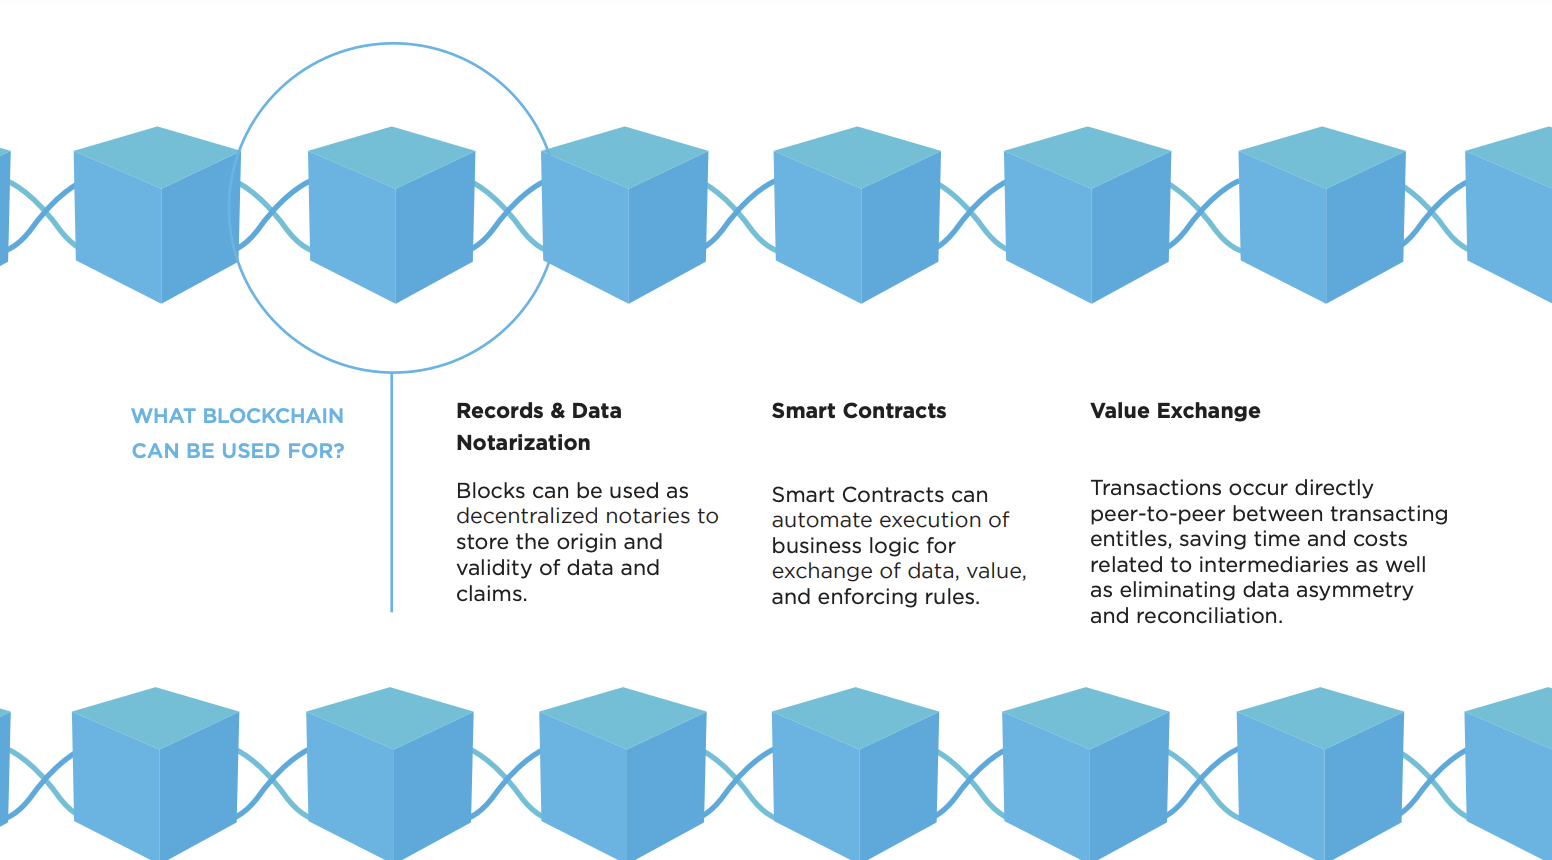 WHAT BLOCKCHAIN
CAN BE USED FOR?
Records & Data
Notarization
Blocks can be used as
decentralized notaries to
store the origin and
validity of data and
claims.
Smart Contracts
Smart Contracts can
automate execution of
business logic for
exchange of data, value,
and enforcing rules.
Value Exchange
Transactions occur directly
peer-to-peer between transacting
entitles, saving time and costs
related to intermediaries as well
as eliminating data asymmetry
and reconciliation.